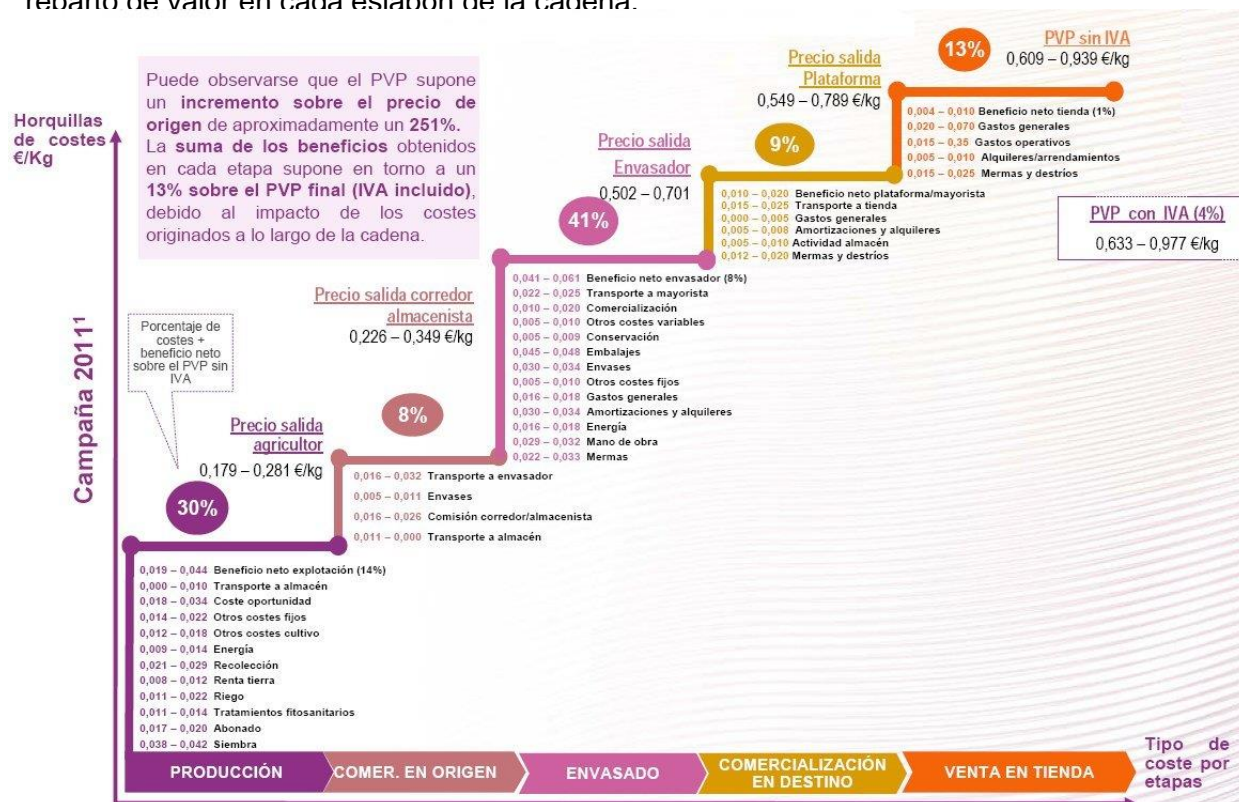 reparto de valor en cada eslabón de la cadena.
Puede observarse que el PVP supone
un incremento sobre el precio de
origen de aproximadamente un 251%.
La suma de los beneficios obtenidos
en cada etapa supone en torno a un
13% sobre el PVP final (IVA incluido),
debido al impacto de los costes
originados a lo largo de la cadena.
Horquillas
de costes
€/Kg
Campaña 2011¹
Porcentaje de
costes +
beneficio neto
sobre el PVP sin
IVA
Precio salida
agricultor
0,179 – 0,281 €/kg
30%
0,019 – 0,044 Beneficio neto explotación (14%)
0,000 – 0,010 Transporte a almacén
0,018 – 0,034 Coste oportunidad
0,014 – 0,022 Otros costes fijos
0,012 – 0,018 Otros costes cultivo
0,009 – 0,014 Energía
0,021 – 0,029 Recolección
0,008 – 0,012 Renta tierra
0,011 – 0,022 Riego
0,011 – 0,014 Tratamientos fitosanitarios
0,017 – 0,020 Abonado
0,038 – 0,042 Siembra
Precio salida corredor
almacenista
0,226 – 0,349 €/kg
8%
0,016 – 0,032 Transporte a envasador
0,005 – 0,011 Envases
0,016 – 0,026 Comisión corredor/almacenista
0,011 – 0,000 Transporte a almacén
Precio salida
Envasador
0,502 – 0,701
41%
0,041 – 0,061 Beneficio neto envasador (8%)
0,022 – 0,025 Transporte a mayorista
0,010 – 0,020 Comercialización
0,005 – 0,010 Otros costes variables
0,005 – 0,009 Conservación
0,045 – 0,048 Embalajes
0,030 – 0,034 Envases
0,005 – 0,010 Otros costes fijos
0,016 – 0,018 Gastos generales
0,030 – 0,034 Amortizaciones y alquileres
0,016 – 0,018 Energía
0,029 – 0,032 Mano de obra
0,022 – 0,033 Mermas
Precio salida
Plataforma
0,549 – 0,789 €/kg
9%
0,010 – 0,020 Beneficio neto plataforma/mayorista
0,015 – 0,025 Transporte a tienda
0,000 – 0,005 Gastos generales
0,005 – 0,008 Amortizaciones y alquileres
0,005 – 0,010 Actividad almacén
0,012 – 0,020 Mermas y destríos
13%
PVP sin IVA
0,609 – 0,939 €/kg
0,004 – 0,010 Beneficio neto tienda (1%)
0,020 – 0,070 Gastos generales
0,015 – 0,35 Gastos operativos
0,005 – 0,010 Alquileres/arrendamientos
0,015 – 0,025 Mermas y destríos
PVP con IVA (4%)
0,633 – 0,977 €/kg
PRODUCCIÓN
COMER. EN ORIGEN
ENVASADO
COMERCIALIZACIÓN
EN DESTINO
VENTA EN TIENDA
Tipo de
coste por
etapas